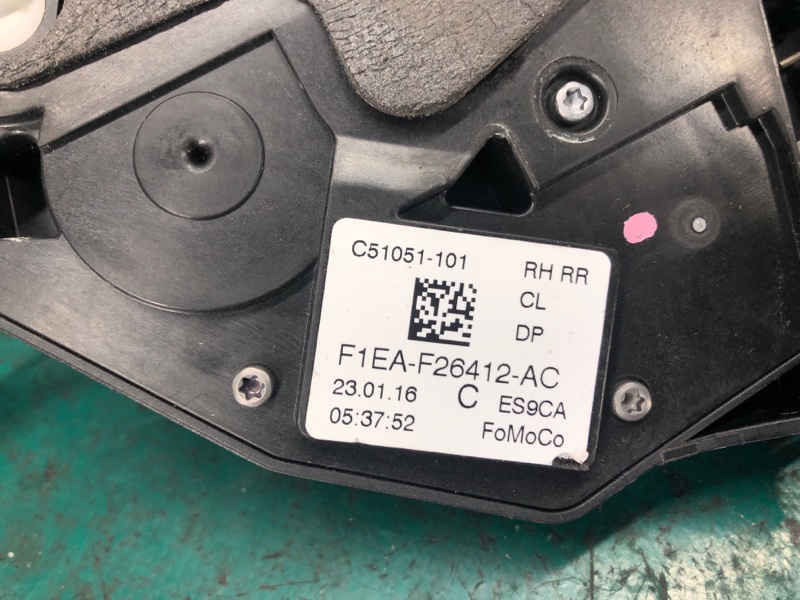 C51051-101 RH RR
CL
DP
F1EA-F26412-AC
23.01.16 C ES9CA
05:37:52 FoMoCo